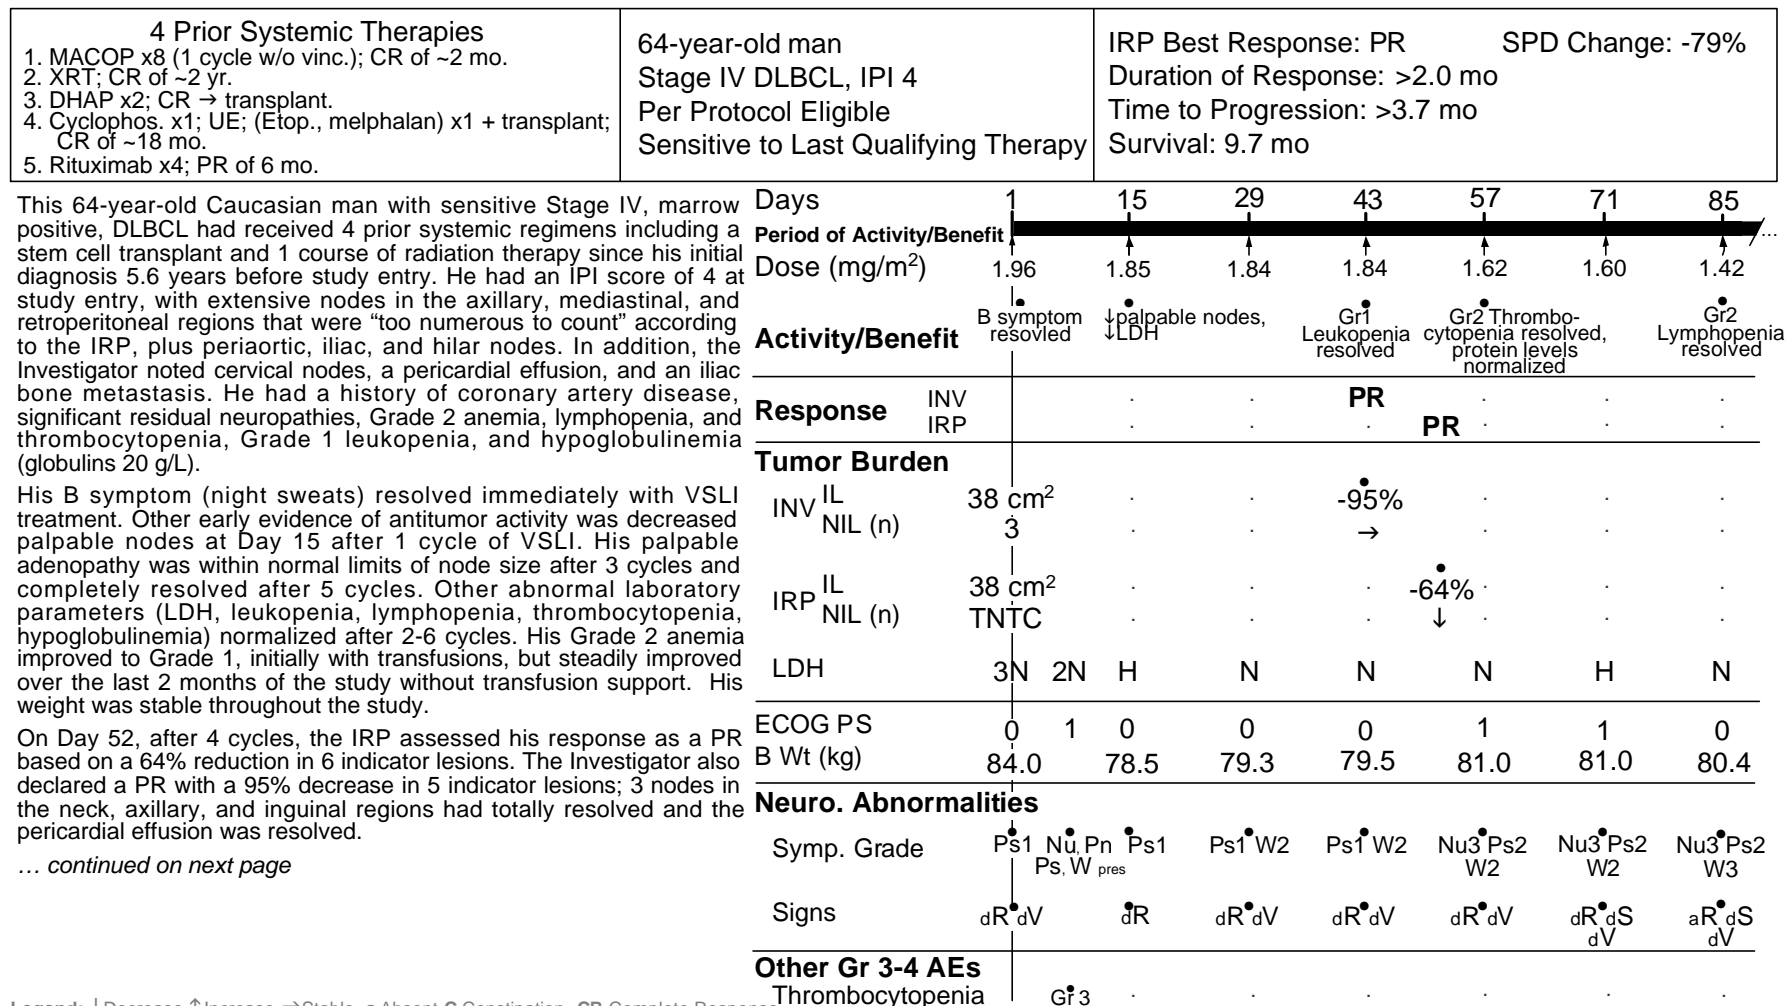 4 Prior Systemic Therapies
1. MACOP x8 (1 cycle w/o vinc.); CR of ~2 mo.
2. XRT; CR of ~2 yr.
3. DHAP x2; CR → transplant.
4. Cyclophos. x1; UE; (Etop., melphalan) x1 + transplant;
CR of ~18 mo.
5. Rituximab x4; PR of 6 mo.
64-year-old man
Stage IV DLBCL, IPI 4
Per Protocol Eligible
Sensitive to Last Qualifying Therapy
IRP Best Response: PR SPD Change: -79%
Duration of Response: >2.0 mo
Time to Progression: >3.7 mo
Survival: 9.7 mo
This 64-year-old Caucasian man with sensitive Stage IV, marrow
positive, DLBCL had received 4 prior systemic regimens including a
stem cell transplant and 1 course of radiation therapy since his initial
diagnosis 5.6 years before study entry. He had an IPI score of 4 at
study entry, with extensive nodes in the axillary, mediastinal, and
retroperitoneal regions that were “too numerous to count” according
to the IRP, plus periaortic, iliac, and hilar nodes. In addition, the
Investigator noted cervical nodes, a pericardial effusion, and an iliac
bone metastasis. He had a history of coronary artery disease,
significant residual neuropathies, Grade 2 anemia, lymphopenia, and
thrombocytopenia, Grade 1 leukopenia, and hypoglobulinemia
(globulins 20 g/L).
His B symptom (night sweats) resolved immediately with VSLI
treatment. Other early evidence of antitumor activity was decreased
palpable nodes at Day 15 after 1 cycle of VSLI. His palpable
adenopathy was within normal limits of node size after 3 cycles and
completely resolved after 5 cycles. Other abnormal laboratory
parameters (LDH, leukopenia, lymphopenia, thrombocytopenia,
hypoglobulinemia) normalized after 2-6 cycles. His Grade 2 anemia
improved to Grade 1, initially with transfusions, but steadily improved
over the last 2 months of the study without transfusion support. His
weight was stable throughout the study.
On Day 52, after 4 cycles, the IRP assessed his response as a PR
based on a 64% reduction in 6 indicator lesions. The Investigator also
declared a PR with a 95% decrease in 5 indicator lesions; 3 nodes in
the neck, axillary, and inguinal regions had totally resolved and the
pericardial effusion was resolved.
… continued on next page
Days 1 15 29 43 57 71 85
Period of Activity/Benefit ...
Dose (mg/m²) 1.96 1.85 1.84 1.84 1.62 1.60 1.42
Activity/Benefit
B symptom
resovled
↓palpable nodes,
↓LDH
Gr1
Leukopenia
resolved
Gr2 Thrombo-
cytopenia resolved,
protein levels
normalized
Gr2
Lymphopenia
resolved
Response INV . . PR . . .
IRP . . . PR . . .
Tumor Burden
INV IL 38 cm² . . -95% . . .
NIL (n) 3 . . → . . .
IRP IL 38 cm² . . . -64% . . .
NIL (n) TNTC . . . ↓ . . .
LDH 3N 2N H N N N H N
ECOG PS 0 1 0 0 0 1 1 0
B Wt (kg) 84.0 78.5 79.3 79.5 81.0 81.0 80.4
Neuro. Abnormalities
Symp. Grade Ps1 Nu, Pn Ps1 Ps1 W2 Ps1 W2 Nu3 Ps2 Nu3 Ps2 Nu3 Ps2
Ps, W pres W2 W2 W3
Signs dR dV dR dR dV dR dV dR dV dR dS aR dS
dV dV
Other Gr 3-4 AEs
Thrombocytopenia Gr 3 . . . . . .
Legend: ↓Decrease ↑Increase →Stable a Absent C Constipation CR Complete Response